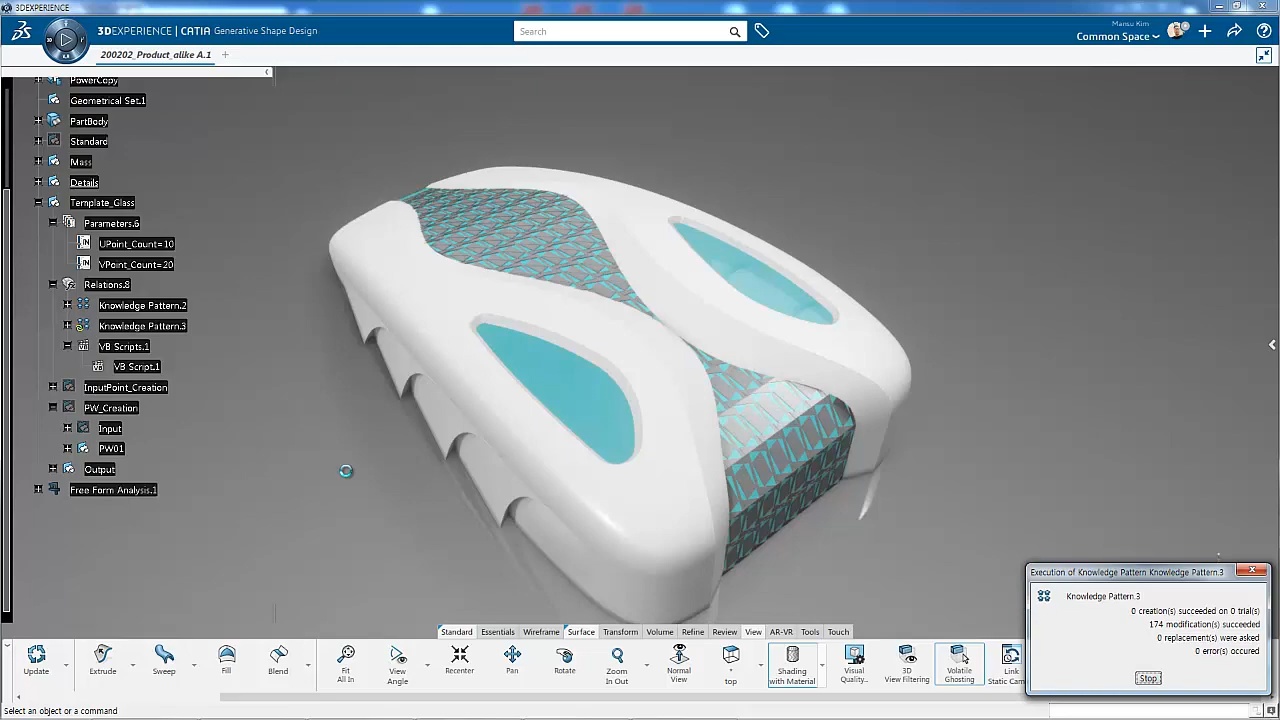 3DEXPERIENCE
3DEXPERIENCE | CATIA Generative Shape Design
Search
Mansu Kim
Common Space
200202_Product_alike A.1
PowerCopy
Geometrical Set.1
PartBody
Standard
Mass
Details
Template_Glass
Parameters.6
UPoint_Count=10
VPoint_Count=20
Relations.8
Knowledge Pattern.2
Knowledge Pattern.3
VB Scripts.1
VB Script.1
InputPoint_Creation
PW_Creation
Input
PW01
Output
Free Form Analysis.1
Execution of Knowledge Pattern Knowledge Pattern.3
Knowledge Pattern.3
0 creation(s) succeeded on 0 trial(s)
174 modification(s) succeeded
0 replacement(s) were asked
0 error(s) occured
Stop
Standard Essentials Wireframe Surface Transform Volume Refine Review View AR-VR Tools Touch
Update
Extrude
Sweep
Fill
Blend
Fit All In
View Angle
Recenter
Pan
Rotate
Zoom In Out
Normal View
top
Shading with Material
Visual Quality...
3D View Filtering
Volatile Ghosting
Link Static Cam
Select an object or a command